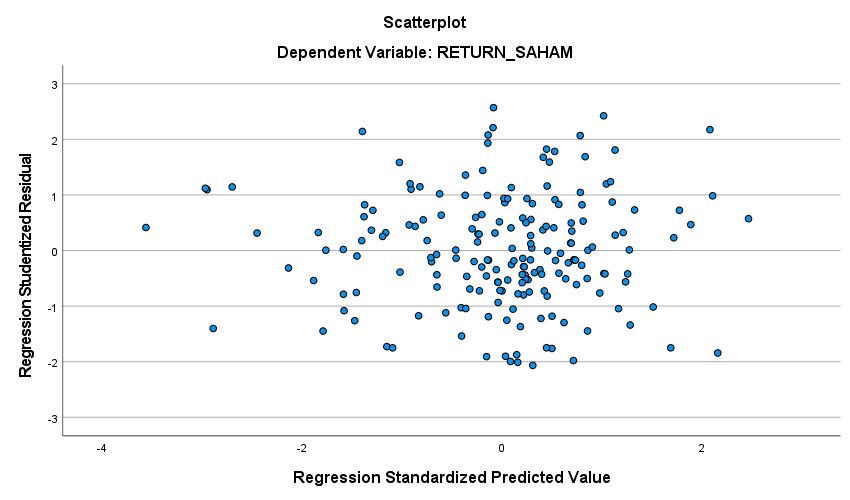 Scatterplot
Dependent Variable: RETURN_SAHAM
Regression Studentized Residual
3
2
1
0
-1
-2
-3
-4
-2
0
2
Regression Standardized Predicted Value